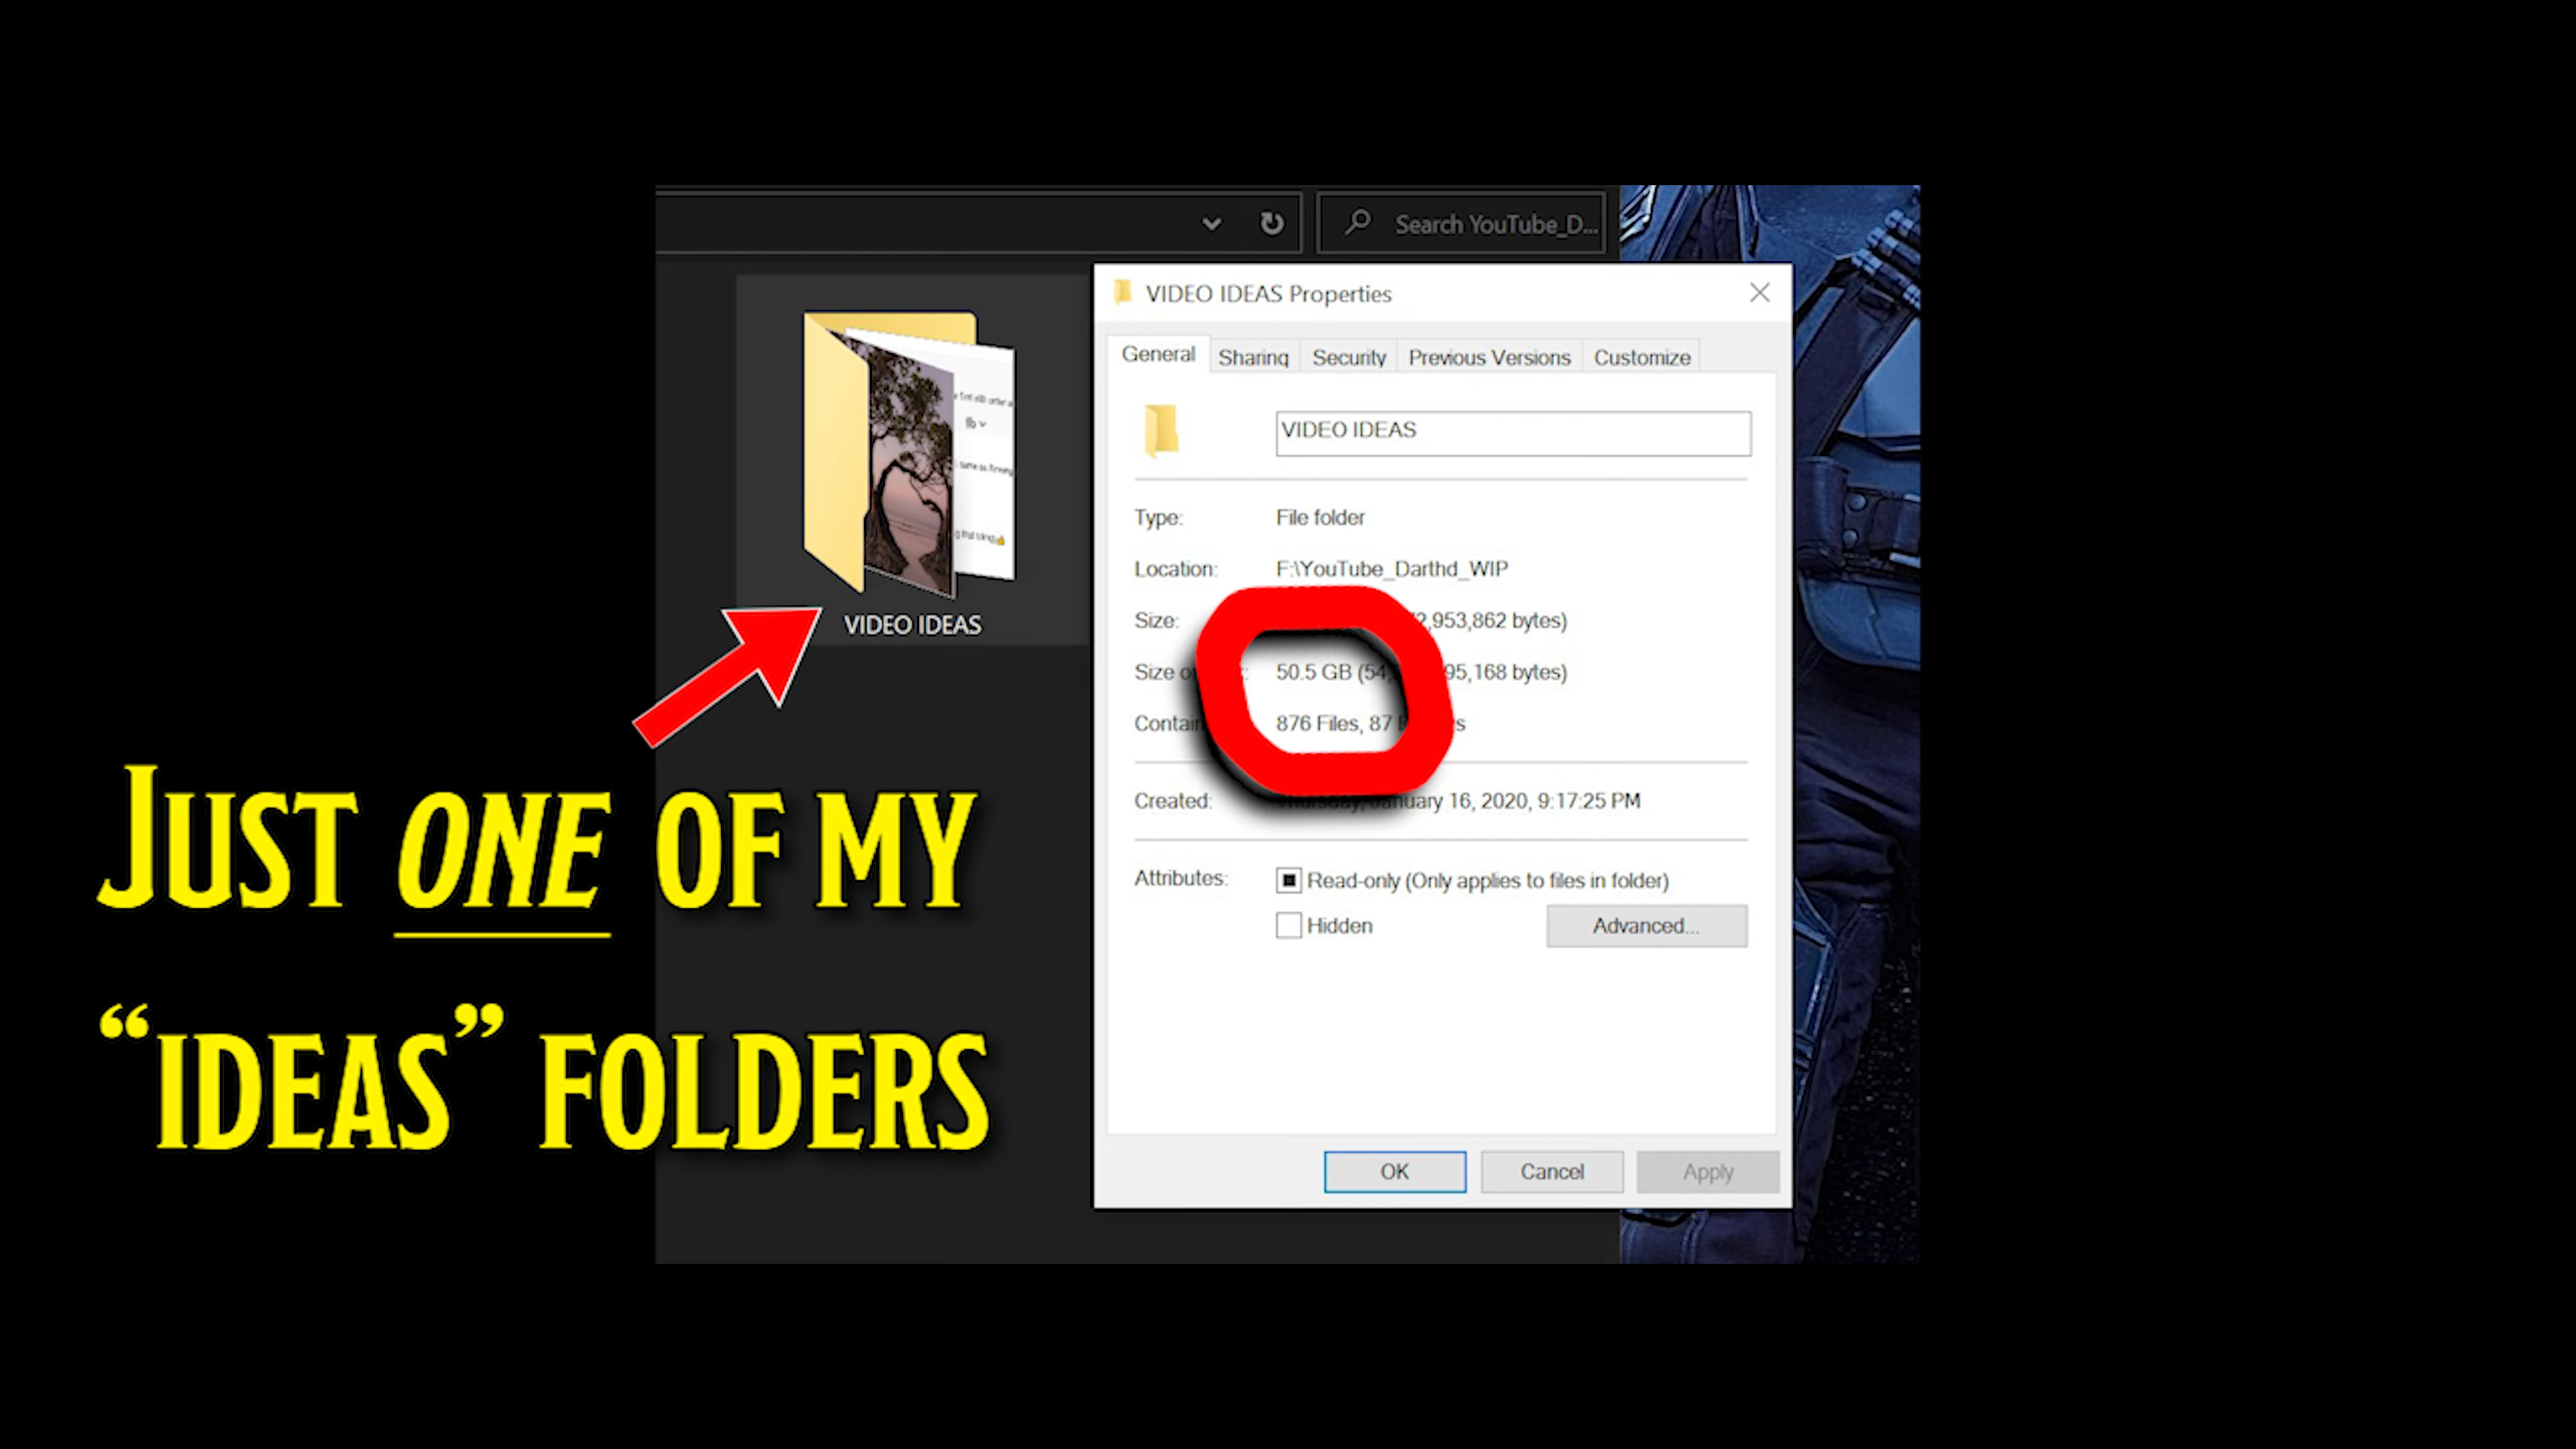 Search YouTube_D...
VIDEO IDEAS Properties
General Sharing Security Previous Versions Customize
VIDEO IDEAS
Type: File folder
Location: F:\YouTube_Darthd_WIP
Size: 2,953,862 bytes)
Size 50.5 GB (54, 95,168 bytes)
876 Files, 87
Created: January 16, 2020, 9:17:25 PM
Attributes: Read-only (Only applies to files in folder)
Hidden Advanced...
OK Cancel Apply
VIDEO IDEAS
JUST ONE OF MY
“IDEAS” FOLDERS